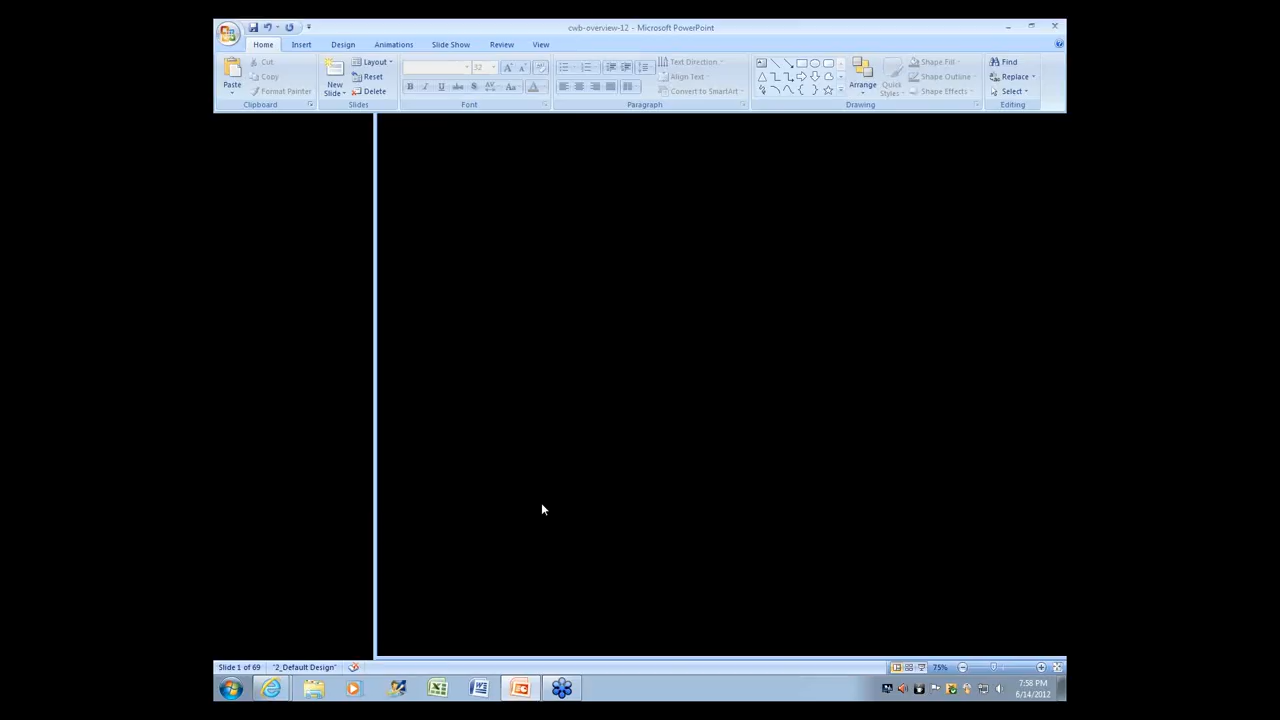 cwb-overview-12 - Microsoft PowerPoint
Home Insert Design Animations Slide Show Review View
Paste Cut Copy Format Painter
Clipboard
New Slide Layout Reset Delete
Slides
32
Font
Paragraph
Text Direction
Align Text
Convert to SmartArt
Arrange Quick Styles Shape Fill Shape Outline Shape Effects
Drawing
Find Replace Select
Editing
Slide 1 of 69 "2_Default Design" 75%
7:58 PM
6/14/2012